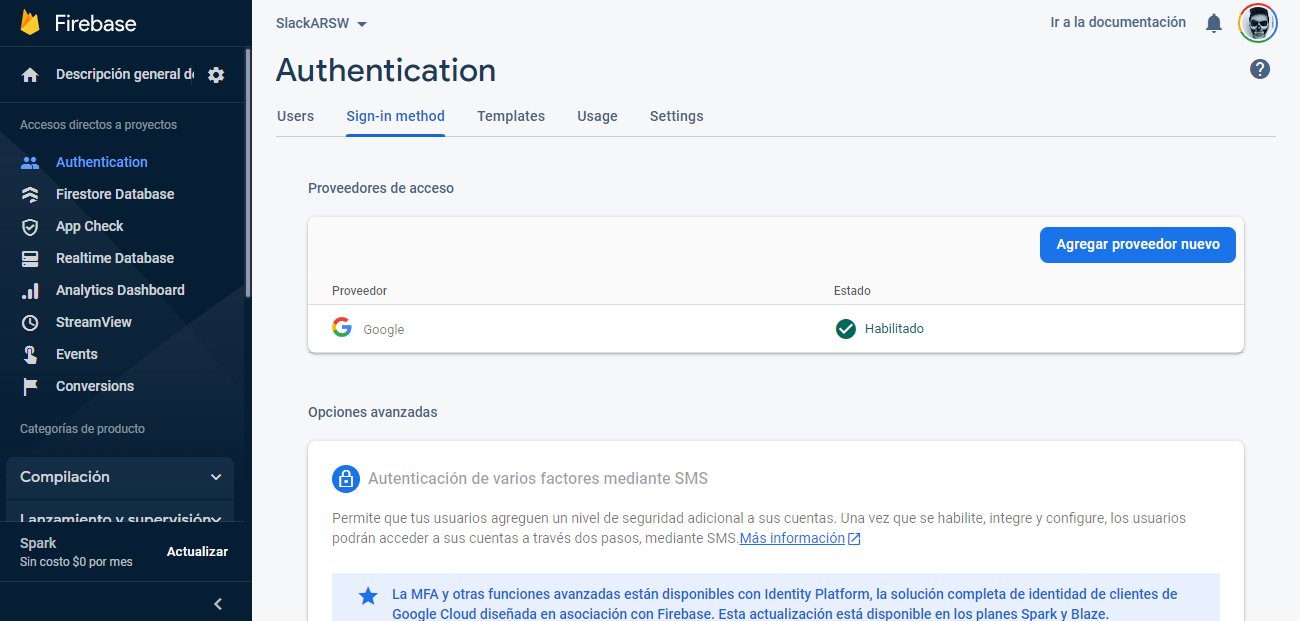 Firebase
Descripción general de
Accesos directos a proyectos
Authentication
Firestore Database
App Check
Realtime Database
Analytics Dashboard
StreamView
Events
Conversions
Categorías de producto
Compilación
Lanzamiento y supervisión
Spark
Sin costo $0 por mes
Actualizar
SlackARSW
Ir a la documentación
Authentication
Users Sign-in method Templates Usage Settings
Proveedores de acceso
Agregar proveedor nuevo
Proveedor Estado
Google Habilitado
Opciones avanzadas
Autenticación de varios factores mediante SMS
Permite que tus usuarios agreguen un nivel de seguridad adicional a sus cuentas. Una vez que se habilite, integre y configure, los usuarios
podrán acceder a sus cuentas a través dos pasos, mediante SMS.Más información
La MFA y otras funciones avanzadas están disponibles con Identity Platform, la solución completa de identidad de clientes de
Google Cloud diseñada en asociación con Firebase. Esta actualización está disponible en los planes Spark y Blaze.